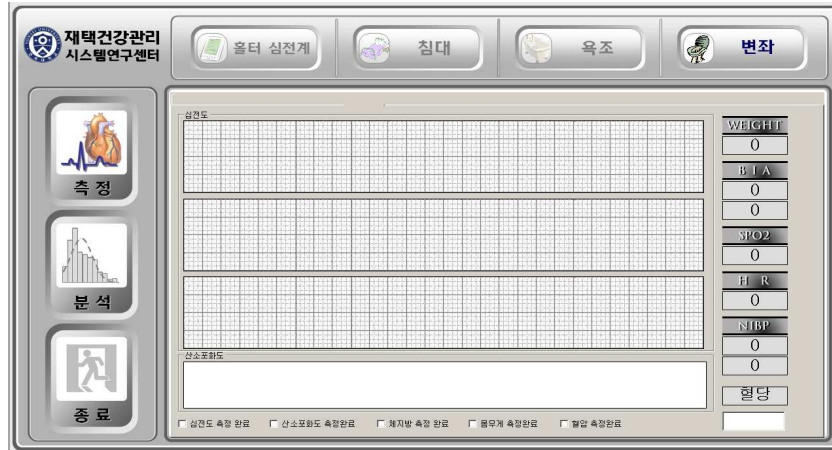 재택건강관리
시스템연구센터
홀터 심전계
침대
욕조
변좌
측정
분석
종료
심전도
산소포화도
심전도 측정 완료
산소포화도 측정완료
체지방 측정 완료
몸무게 측정완료
혈압 측정완료
WEIGHT
0
B I A
0
0
SPO2
0
H R
0
NIBP
0
0
혈당